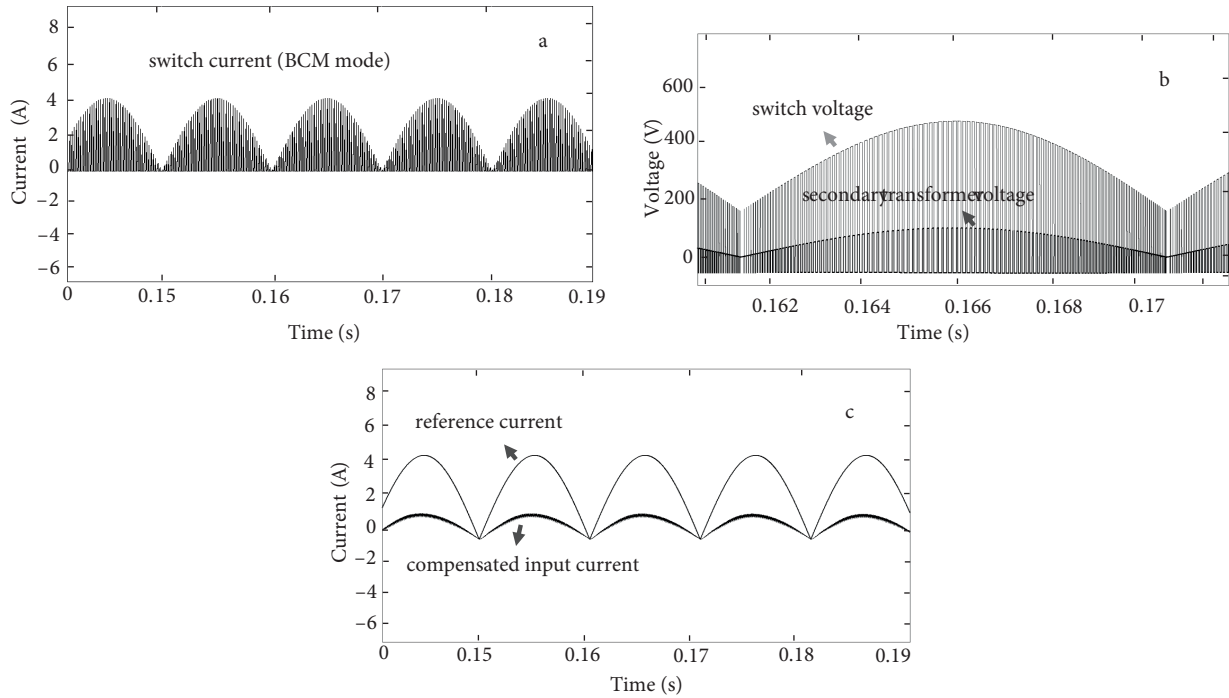 a
switch current (BCM mode)
8
6
4
2
0
−2
−4
−6
Current (A)
0 0.15 0.16 0.17 0.18 0.19
Time (s)
b
switch voltage
secondary transformer voltage
600
400
200
0
Voltage (V)
0.162 0.164 0.166 0.168 0.17
Time (s)
c
reference current
compensated input current
8
6
4
2
0
−2
−4
−6
Current (A)
0 0.15 0.16 0.17 0.18 0.19
Time (s)